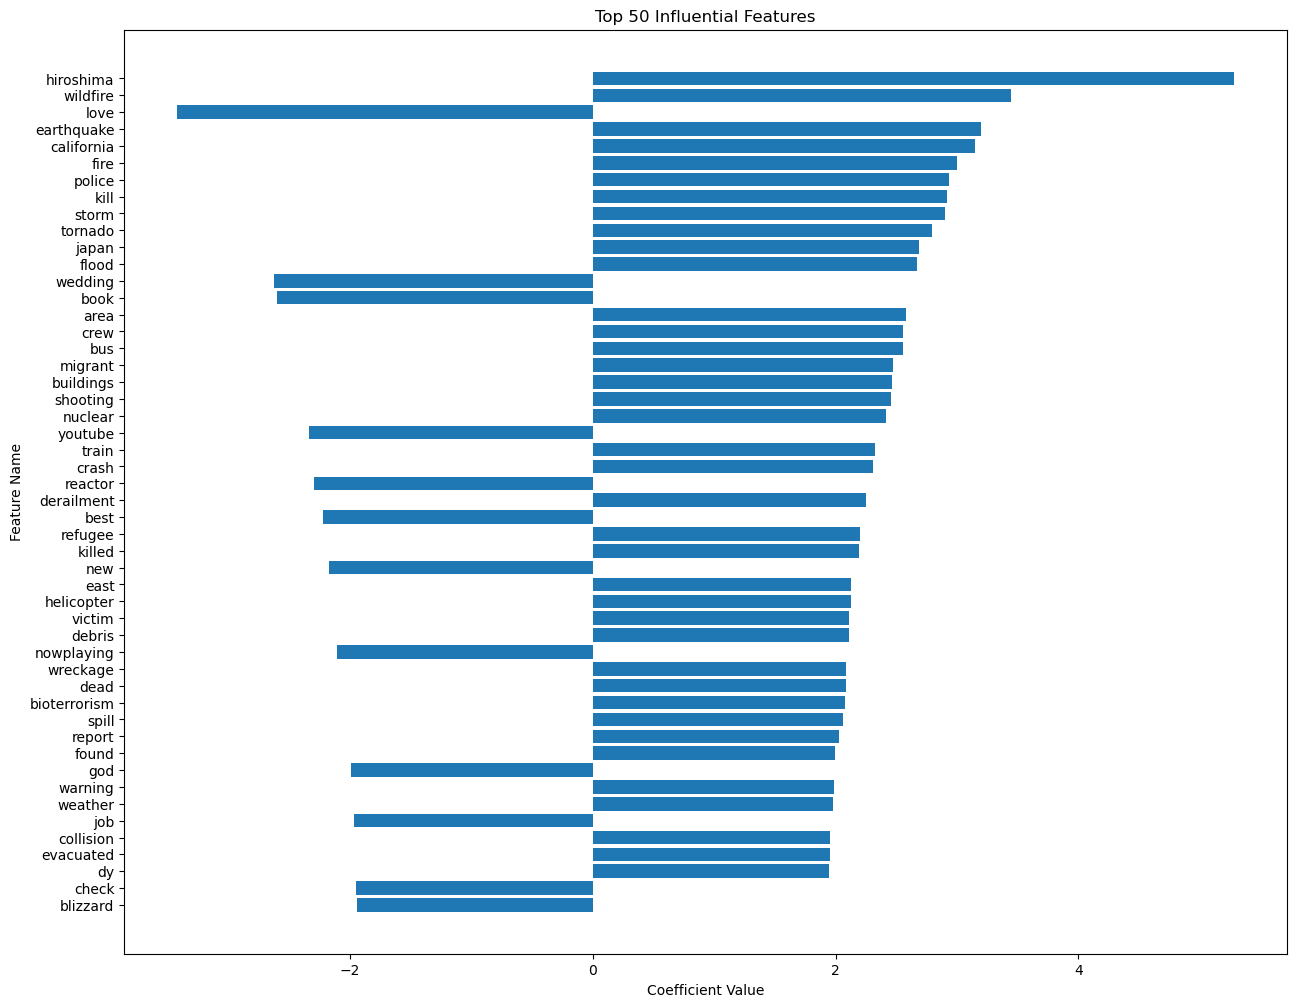 Top 50 Influential Features
hiroshima
wildfire
love
earthquake
california
fire
police
kill
storm
tornado
japan
flood
wedding
book
area
crew
bus
migrant
buildings
shooting
nuclear
youtube
train
crash
reactor
derailment
best
refugee
killed
new
east
helicopter
victim
debris
nowplaying
wreckage
dead
bioterrorism
spill
report
found
god
warning
weather
job
collision
evacuated
dy
check
blizzard
Feature Name
−2 0 2 4
Coefficient Value